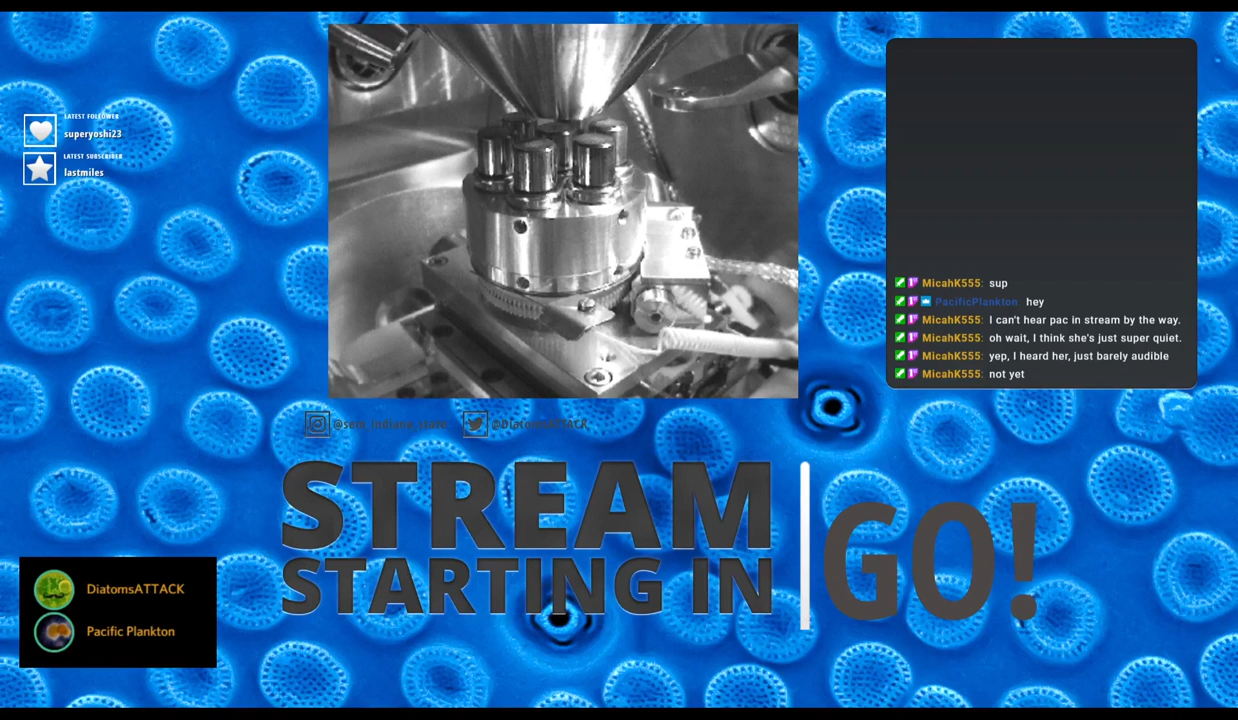 LATEST FOLLOWER
superyoshi23
LATEST SUBSCRIBER
lastmiles
MicahK555: sup
PacificPlankton: hey
MicahK555: I can't hear pac in stream by the way.
MicahK555: oh wait, I think she's just super quiet.
MicahK555: yep, I heard her, just barely audible
MicahK555: not yet
@sem_indiana_state @DiatomsATTACK
STREAM
STARTING IN
GO!
DiatomsATTACK
Pacific Plankton